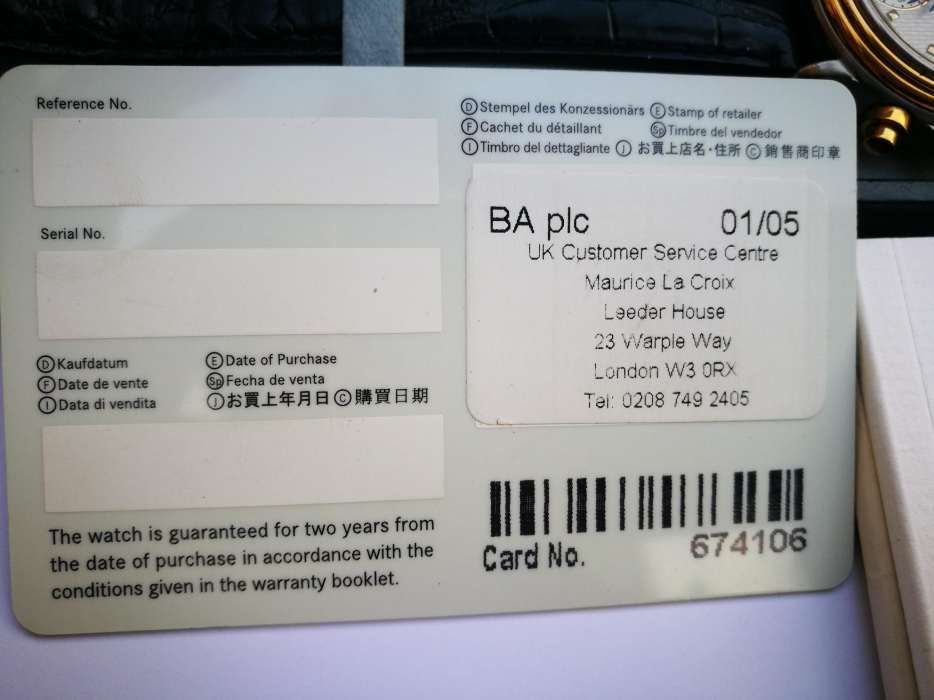 Reference No.
Serial No.
Ⓓ Kaufdatum Ⓔ Date of Purchase
Ⓕ Date de vente Ⓢp Fecha de venta
Ⓘ Data di vendita Ⓙ お買上年月日 Ⓒ 購買日期
The watch is guaranteed for two years from
the date of purchase in accordance with the
conditions given in the warranty booklet.
Ⓓ Stempel des Konzessionärs Ⓔ Stamp of retailer
Ⓕ Cachet du détaillant Ⓢp Timbre del vendedor
Ⓘ Timbro del dettagliante Ⓙ お買上店名・住所 Ⓒ 銷售商印章
BA plc 01/05
UK Customer Service Centre
Maurice La Croix
Leeder House
23 Warple Way
London W3 0RX
Tel: 0208 749 2405
Card No. 674106